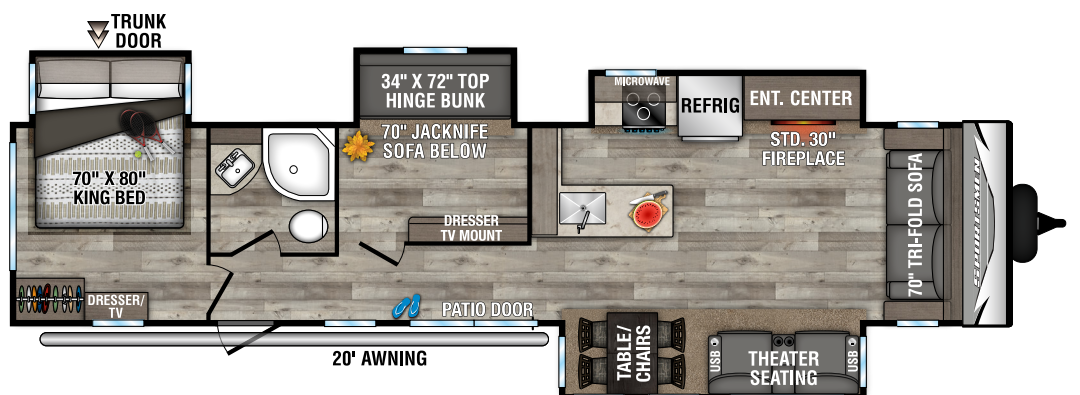 TRUNK
DOOR
34" X 72" TOP
HINGE BUNK
MICROWAVE
REFRIG
ENT. CENTER
70" JACKNIFE
SOFA BELOW
STD. 30"
FIREPLACE
70" X 80"
KING BED
70" TRI-FOLD SOFA
DRESSER
TV MOUNT
DRESSER/
TV
PATIO DOOR
20' AWNING
TABLE/
CHAIRS
USB
THEATER
SEATING
USB